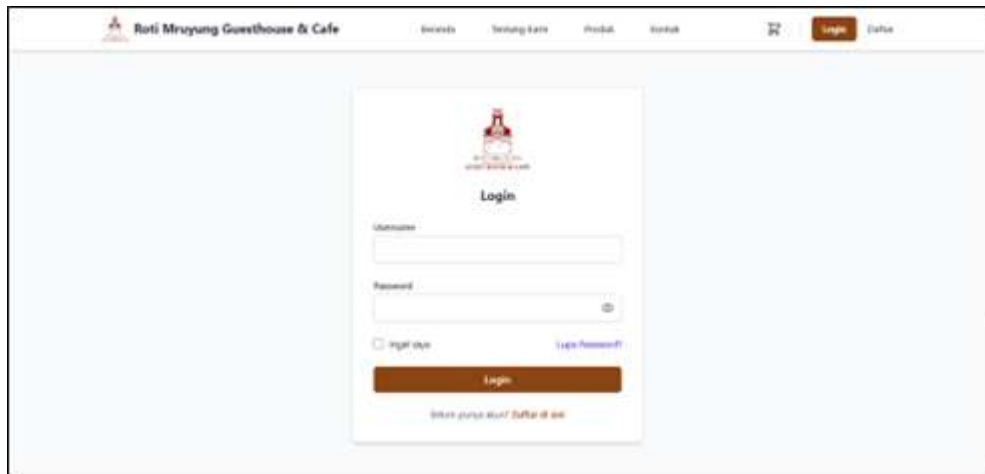 Roti Mruyung Guesthouse & Cafe
Beranda Tentang Kami Produk Kontak
Login Daftar
Login
Username
Password
Ingat saya Lupa Password?
Login
Belum punya akun? Daftar di sini